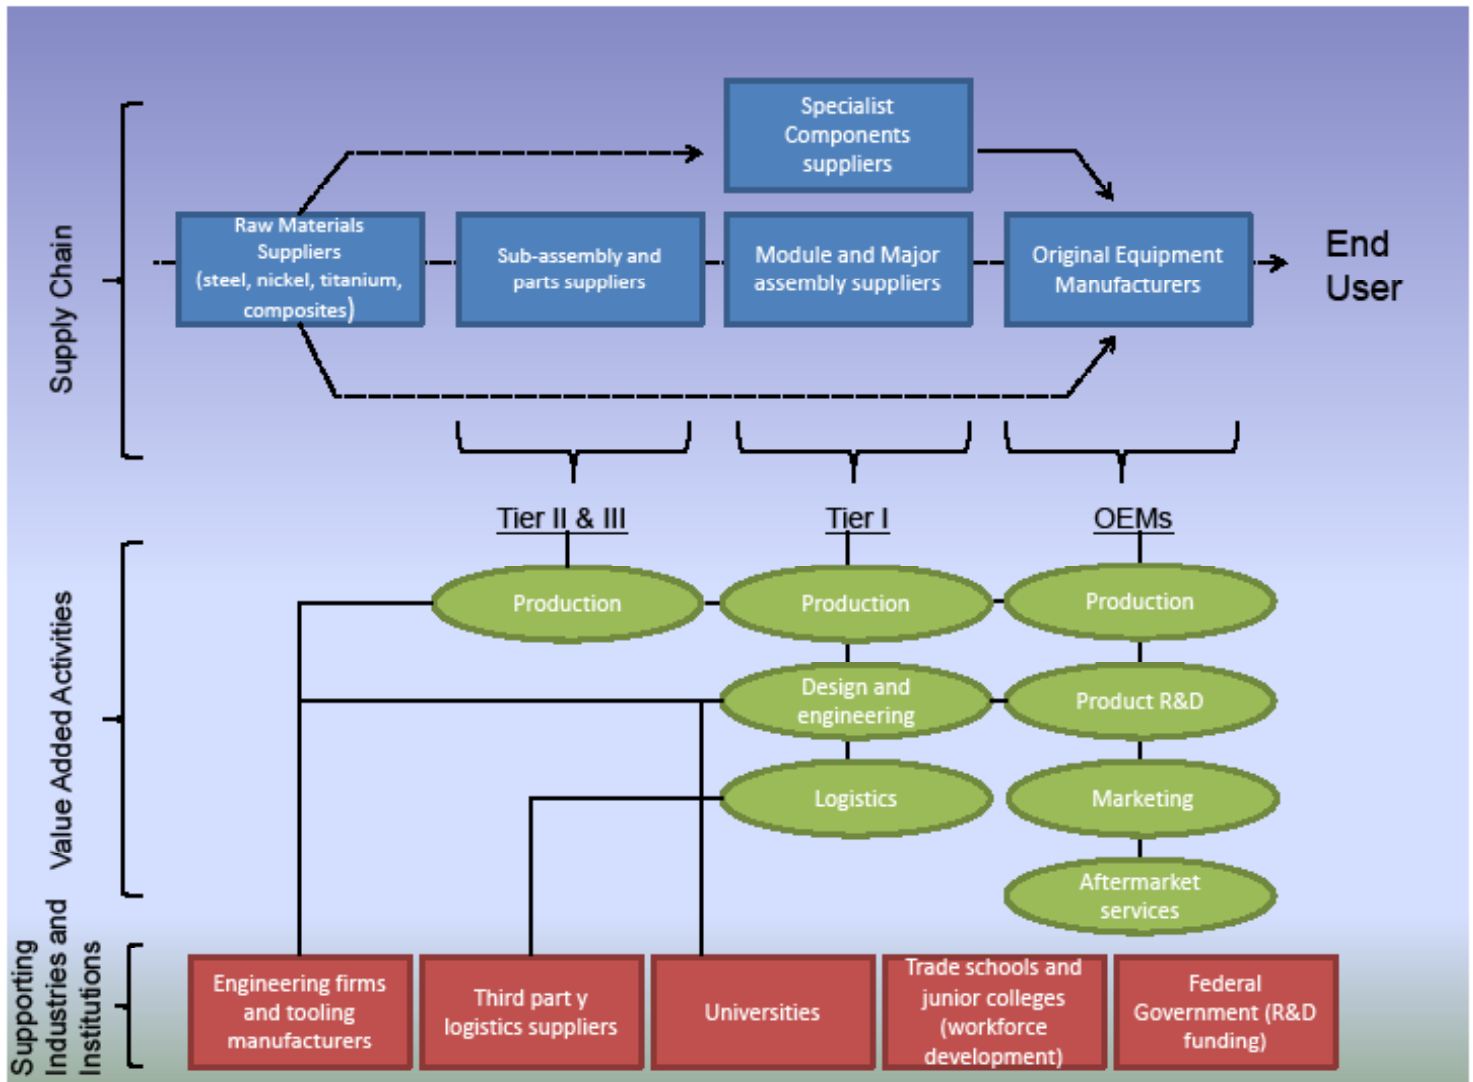 Supply Chain
Specialist
Components
suppliers
Raw Materials
Suppliers
(steel, nickel, titanium,
composites)
Sub-assembly and
parts suppliers
Module and Major
assembly suppliers
Original Equipment
Manufacturers
End
User
Tier II & III
Tier I
OEMs
Value Added Activities
Production
Production
Production
Design and
engineering
Product R&D
Logistics
Marketing
Aftermarket
services
Supporting
Industries and
Institutions
Engineering firms
and tooling
manufacturers
Third part y
logistics suppliers
Universities
Trade schools and
junior colleges
(workforce
development)
Federal
Government (R&D
funding)